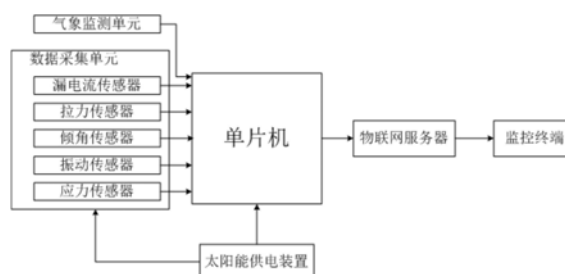 气象监测单元
数据采集单元
漏电流传感器
拉力传感器
倾角传感器
振动传感器
应力传感器
单片机
物联网服务器
监控终端
太阳能供电装置